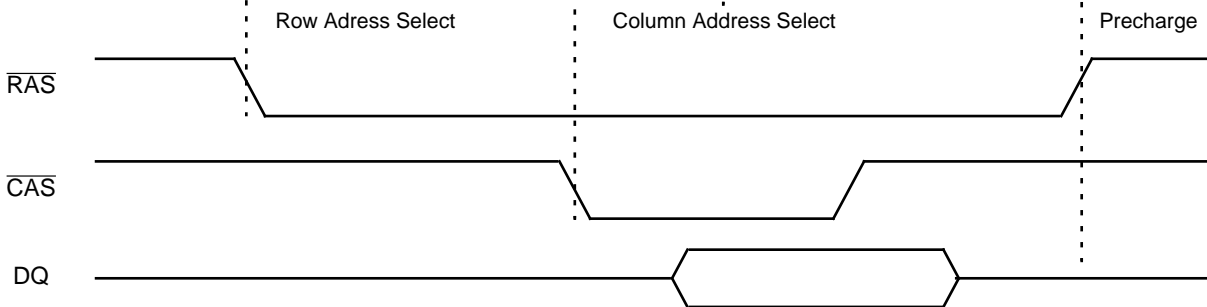 Row Adress Select
Column Address Select
Precharge
RAS
CAS
DQ